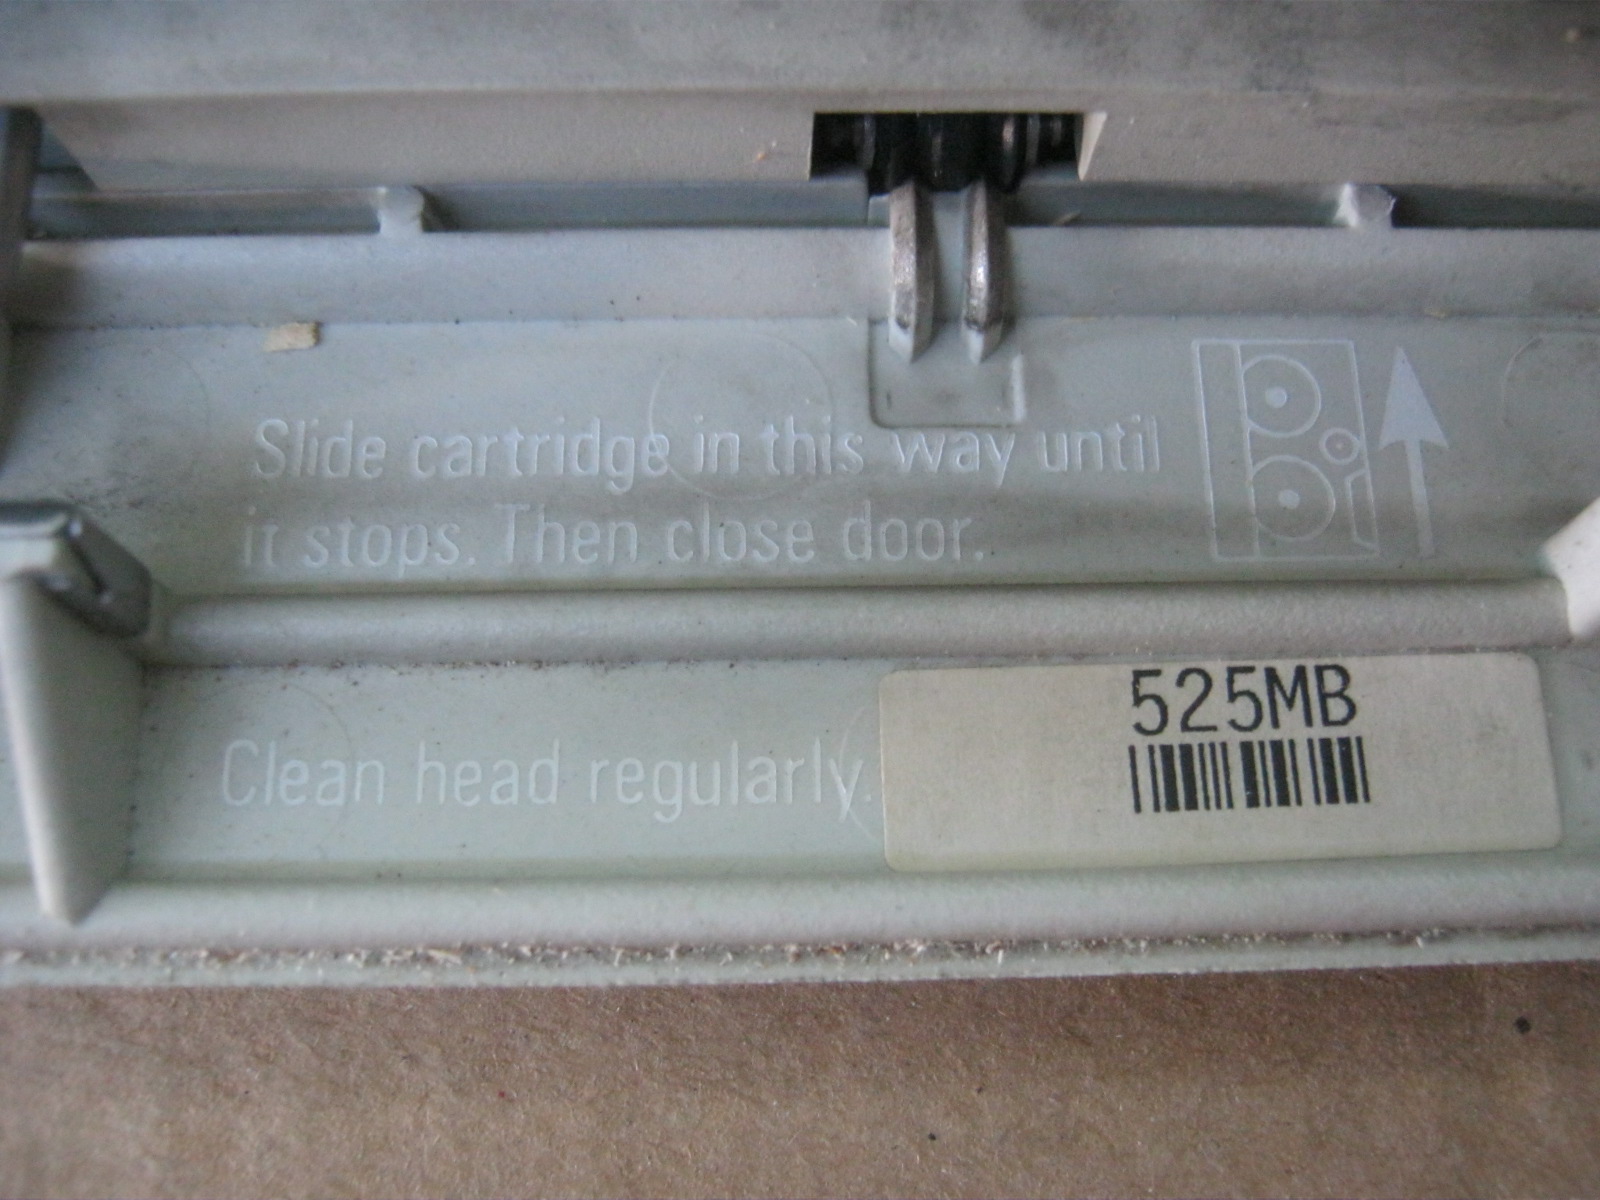 Slide cartridge in this way until
it stops. Then close door.
Clean head regularly.
525MB